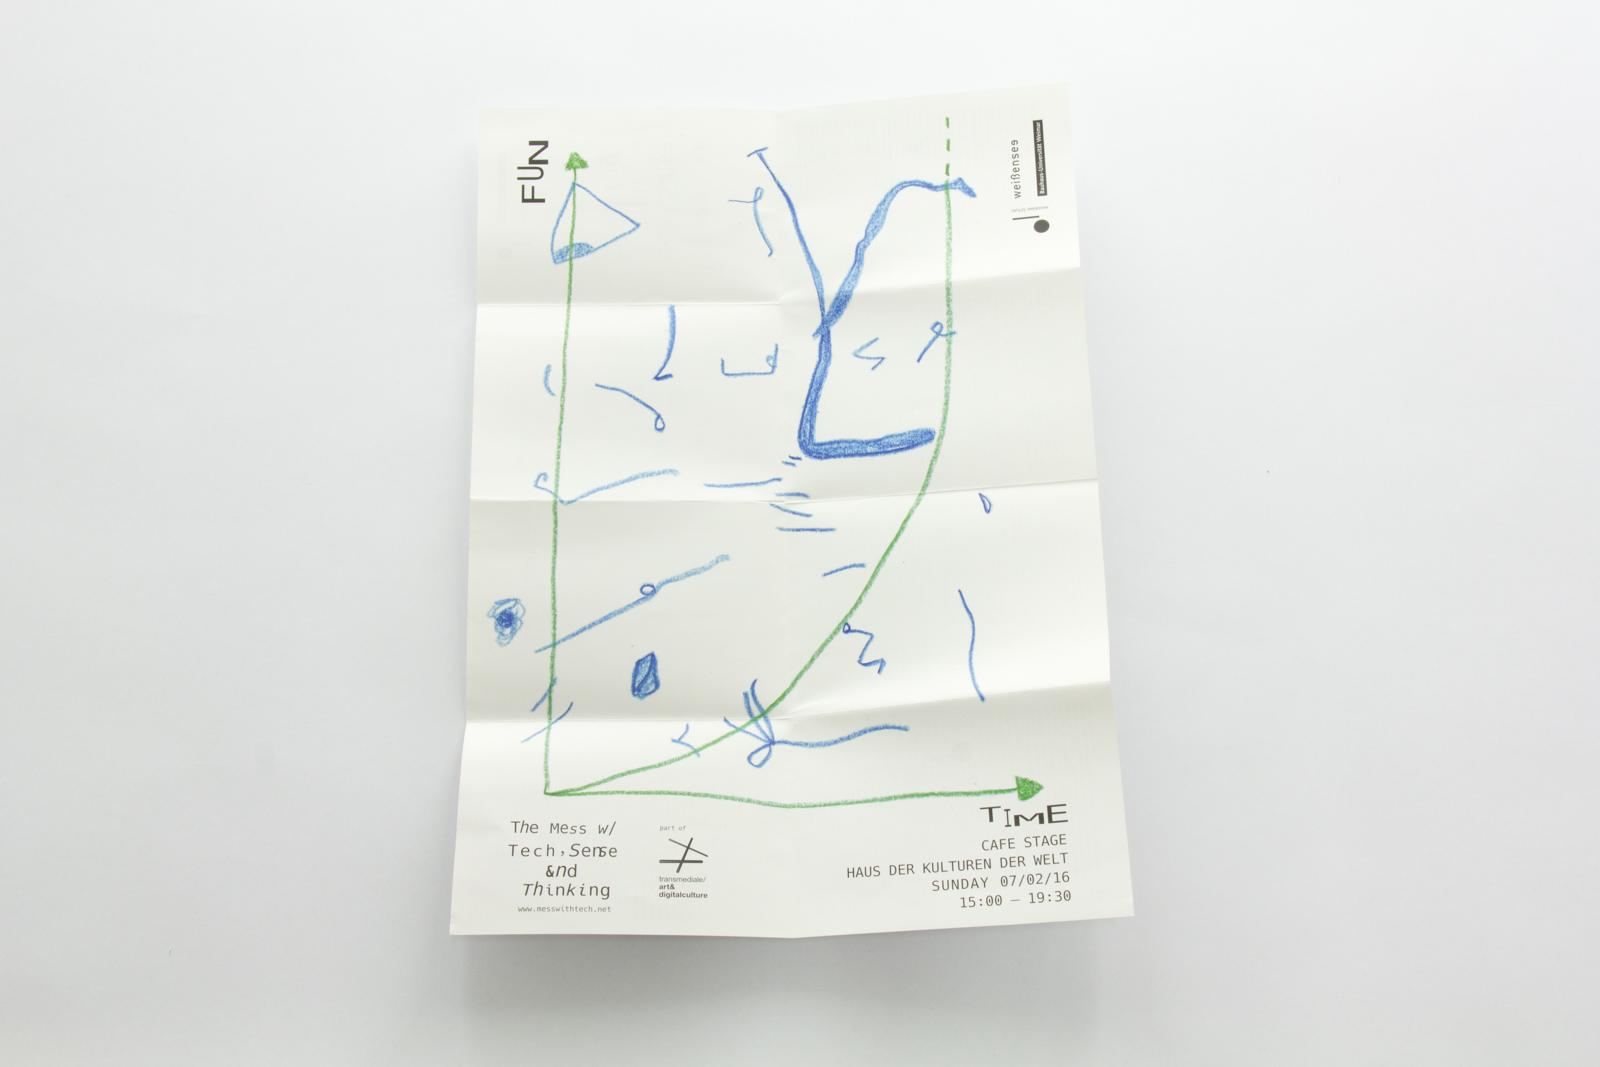 FUN
weißensee
Bauhaus-Universität Weimar
TIME
The Mess w/
Tech,Sense
&nd
Thinking
www.messwithtech.net
part of
transmediale/
art&
digitalculture
CAFE STAGE
HAUS DER KULTUREN DER WELT
SUNDAY 07/02/16
15:00 – 19:30